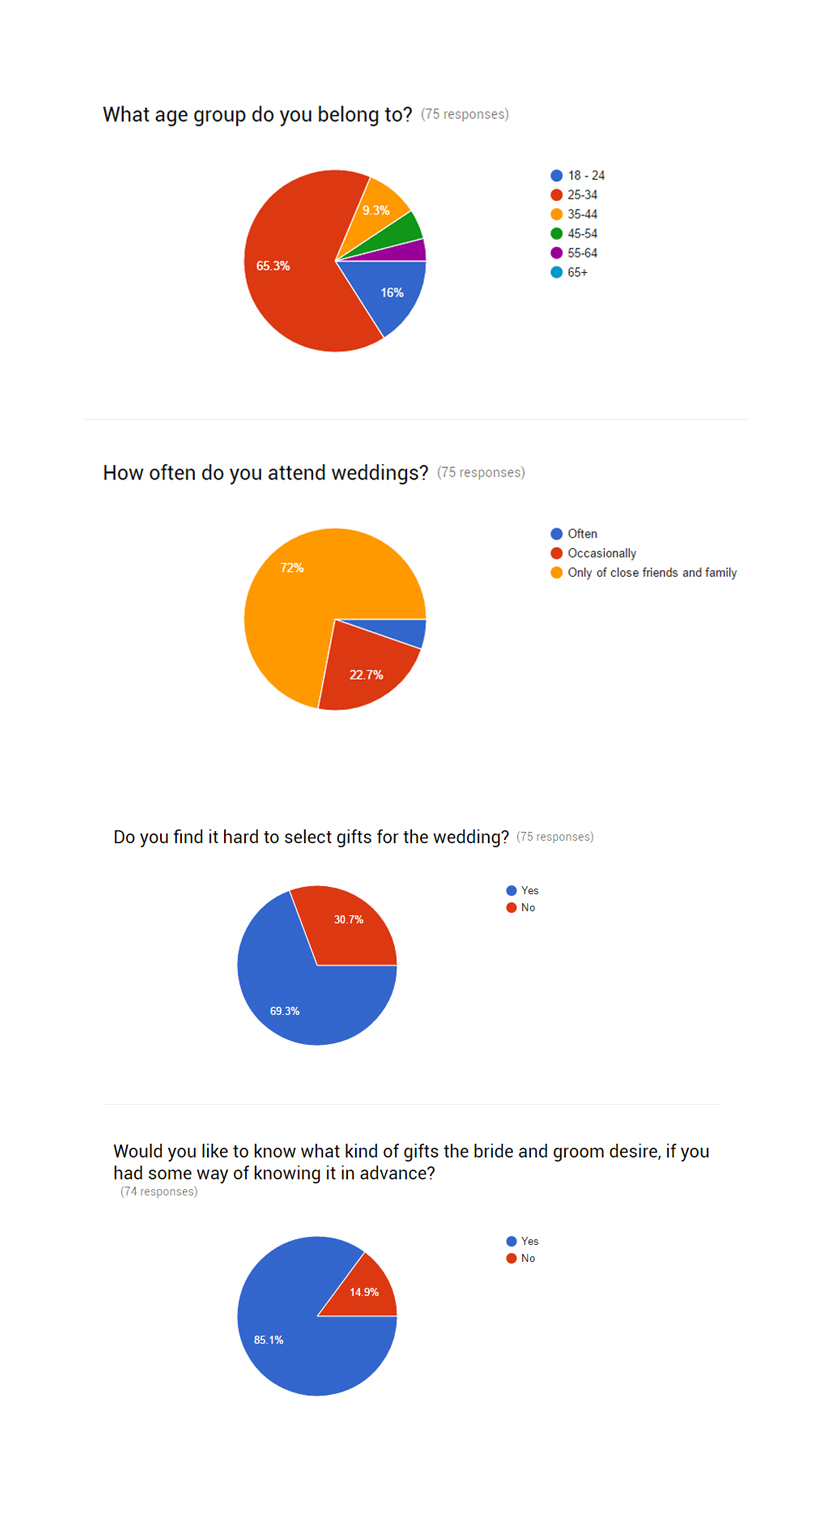 What age group do you belong to? (75 responses)
18 - 24
25-34
35-44
45-54
55-64
65+
9.3%
65.3%
16%
How often do you attend weddings? (75 responses)
Often
Occasionally
Only of close friends and family
72%
22.7%
Do you find it hard to select gifts for the wedding? (75 responses)
Yes
No
30.7%
69.3%
Would you like to know what kind of gifts the bride and groom desire, if you
had some way of knowing it in advance?
(74 responses)
Yes
No
14.9%
85.1%